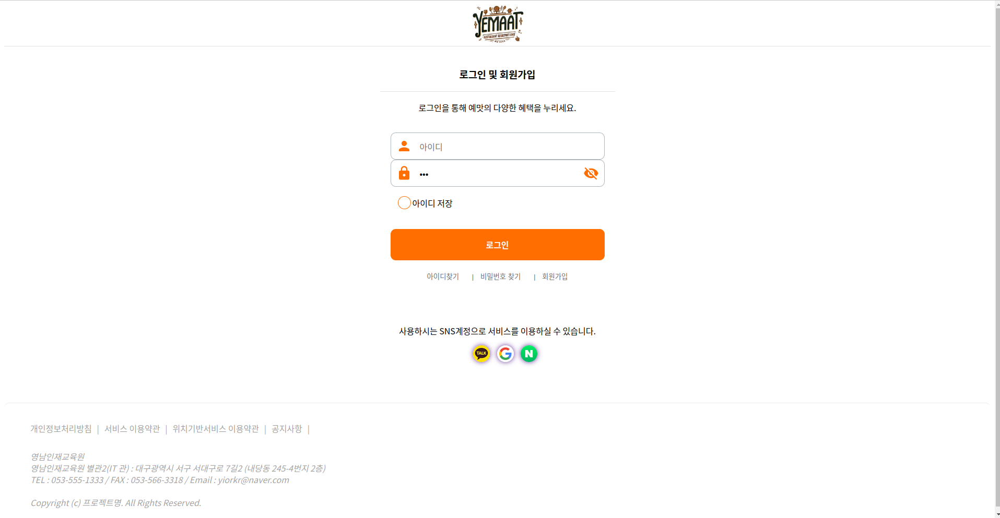 YEMAAT
RESTAURANT RESERVATIONS
로그인 및 회원가입
로그인을 통해 예맛의 다양한 혜택을 누리세요.
아이디
•••
아이디 저장
로그인
아이디찾기 | 비밀번호 찾기 | 회원가입
사용하시는 SNS계정으로 서비스를 이용하실 수 있습니다.
TALK G N
개인정보처리방침 | 서비스 이용약관 | 위치기반서비스 이용약관 | 공지사항 |
영남인재교육원
영남인재교육원 별관2(IT 관) : 대구광역시 서구 서대구로 7길2 (내당동 245-4번지 2층)
TEL : 053-555-1333 / FAX : 053-566-3318 / Email : yiorkr@naver.com
Copyright (c) 프로젝트명. All Rights Reserved.